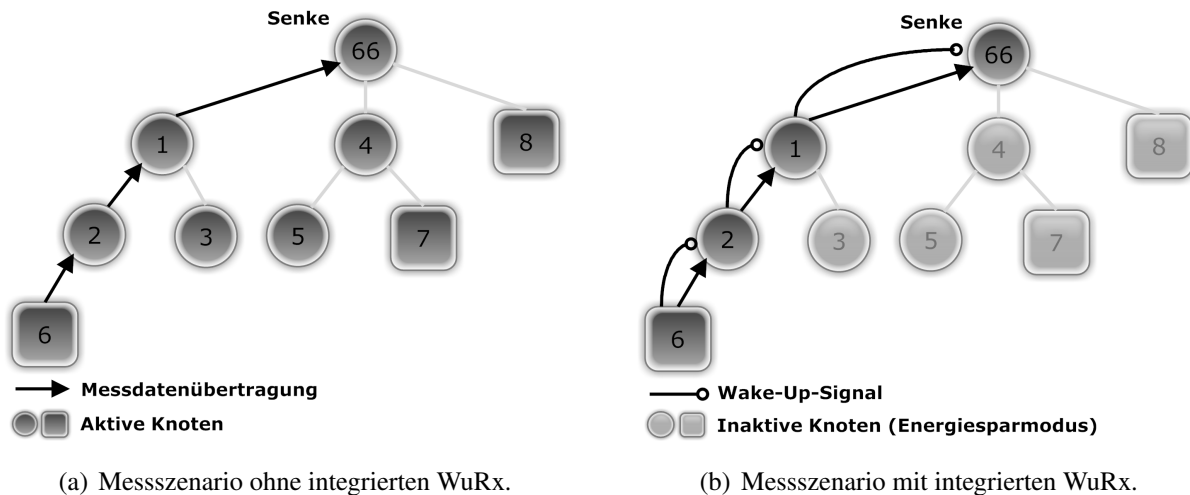 Senke
66
1
4
8
2
3
5
7
6
Messdatenübertragung
Aktive Knoten
(a) Messszenario ohne integrierten WuRx.
Senke
66
1
4
8
2
3
5
7
6
Wake-Up-Signal
Inaktive Knoten (Energiesparmodus)
(b) Messszenario mit integrierten WuRx.